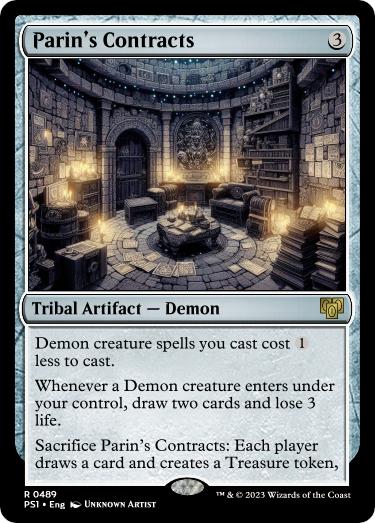 Parin's Contracts 3
Tribal Artifact — Demon
Demon creature spells you cast cost 1
less to cast.
Whenever a Demon creature enters under
your control, draw two cards and lose 3
life.
Sacrifice Parin's Contracts: Each player
draws a card and creates a Treasure token,
R 0489
PS1 • Eng Unknown Artist
™ & © 2023 Wizards of the Coast